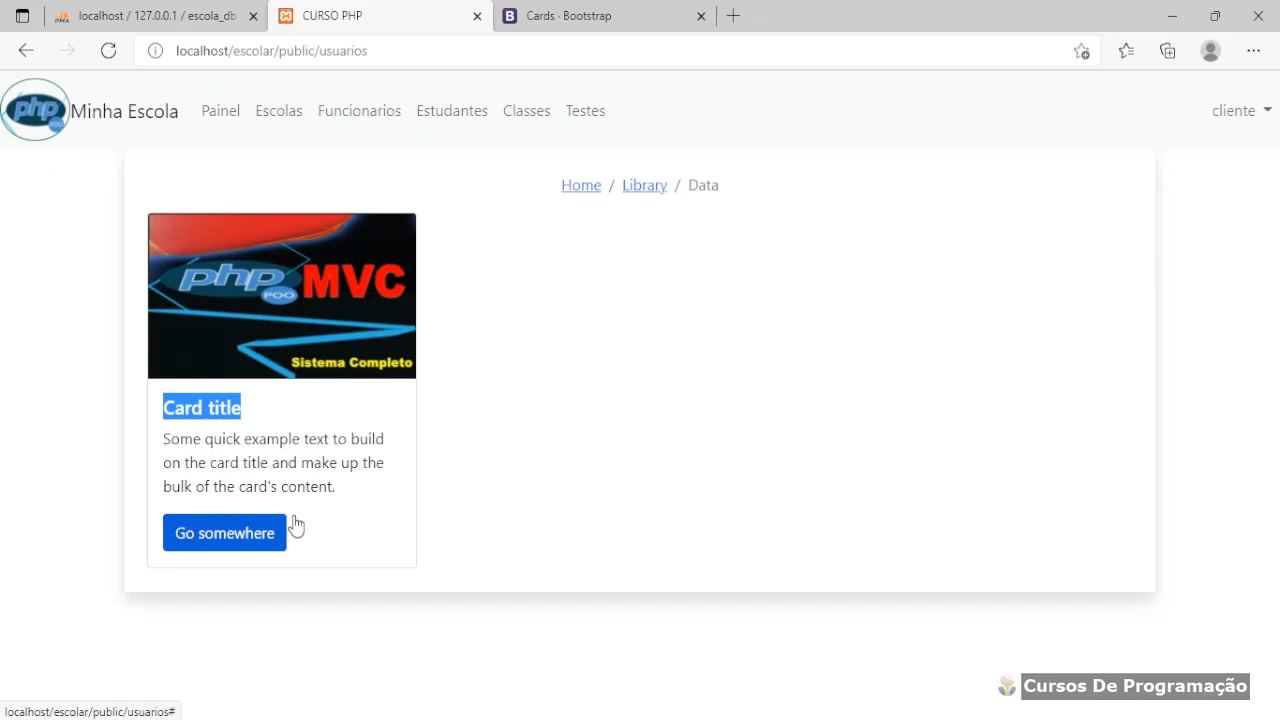 localhost / 127.0.0.1 / escola_db
CURSO PHP
Cards · Bootstrap
localhost/escolar/public/usuarios
php
Minha Escola
Painel
Escolas
Funcionarios
Estudantes
Classes
Testes
cliente
Home / Library / Data
php MVC
POO
Sistema Completo
Card title
Some quick example text to build
on the card title and make up the
bulk of the card's content.
Go somewhere
Cursos De Programação
localhost/escolar/public/usuarios#